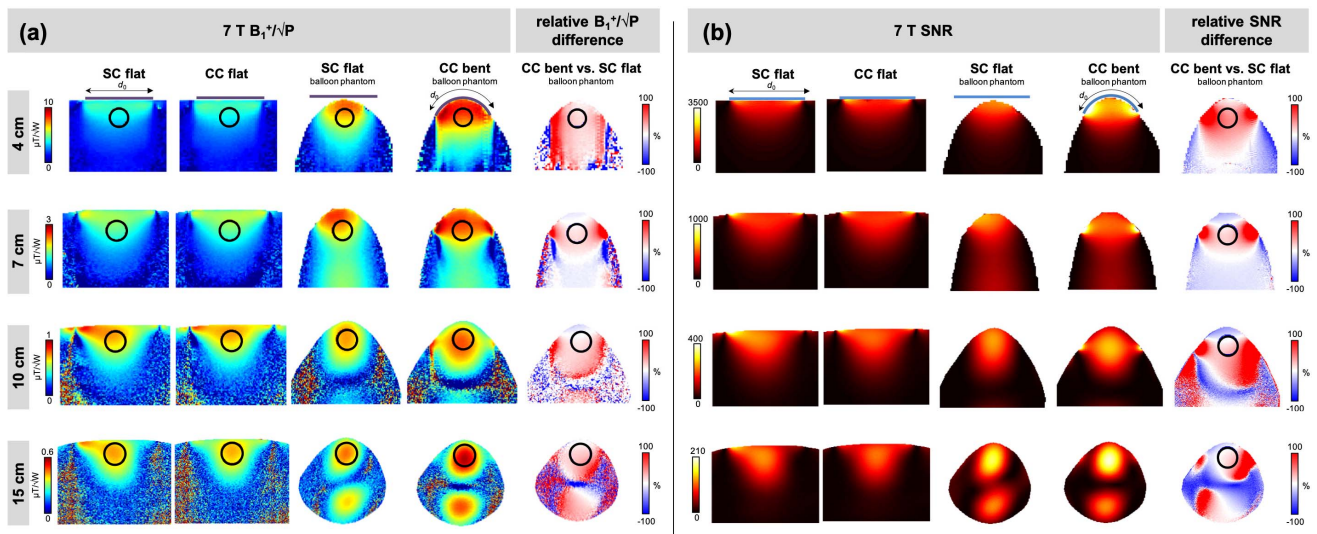 (a)
7 T B₁⁺/√P
relative B₁⁺/√P
difference
SC flat
d₀
CC flat
SC flat
balloon phantom
CC bent
balloon phantom
d₀
CC bent vs. SC flat
4 cm
10
µT/√W
0
100
%
-100
7 cm
3
µT/√W
0
100
%
-100
10 cm
1
µT/√W
0
100
%
-100
15 cm
0.6
µT/√W
0
100
%
-100
(b)
7 T SNR
relative SNR
difference
SC flat
d₀
CC flat
SC flat
balloon phantom
CC bent
balloon phantom
d₀
CC bent vs. SC flat
3500
0
100
%
-100
1000
0
100
%
-100
400
0
100
%
-100
210
0
100
%
-100